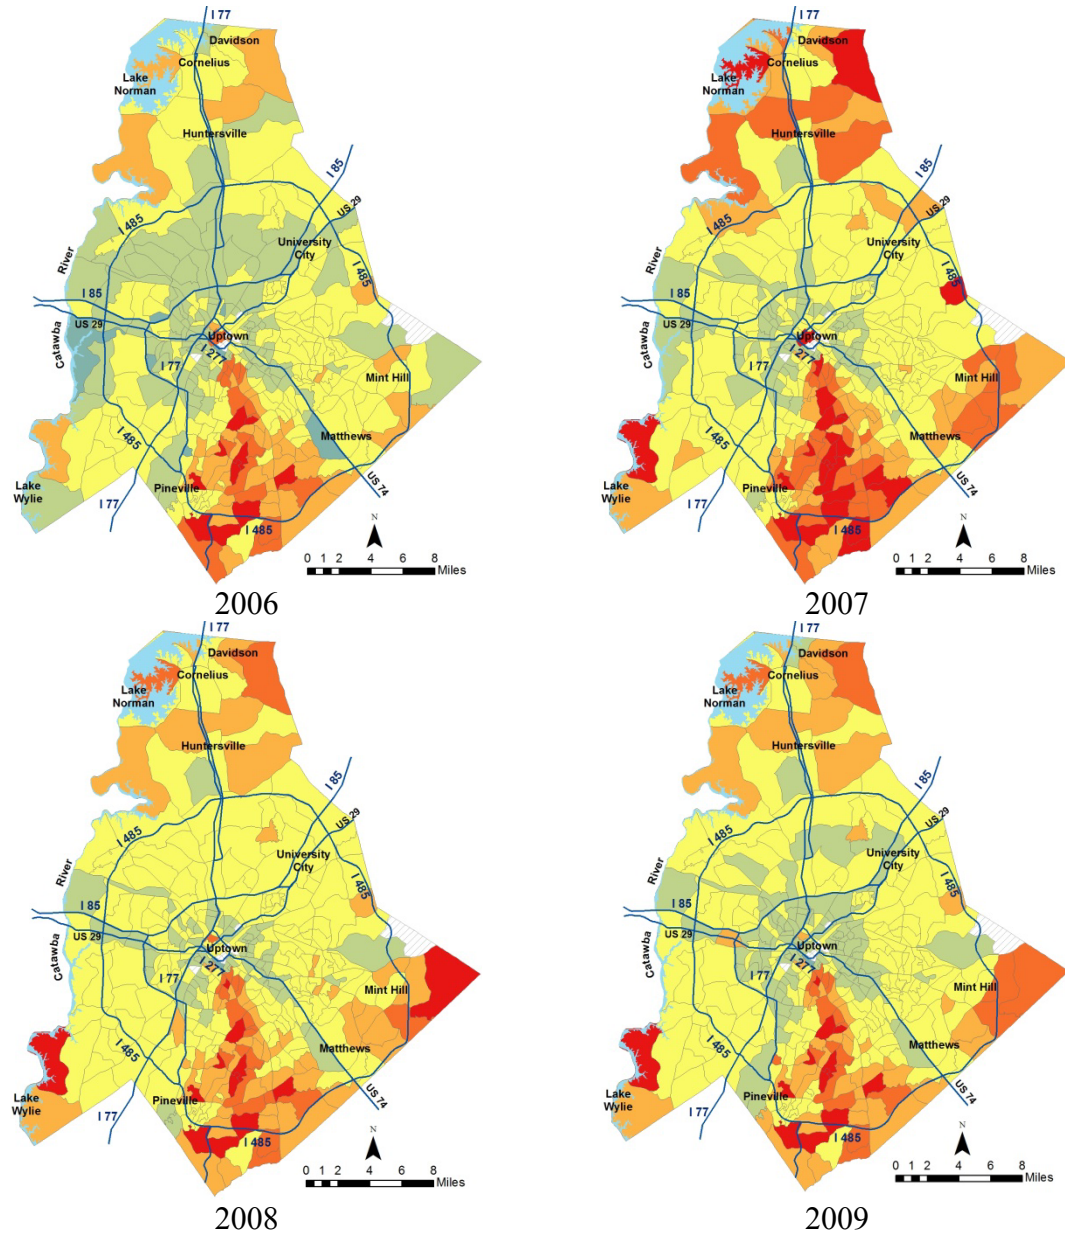 I 77
Davidson
Cornelius
Lake
Norman
Huntersville
I 85
US 29
I 485
River
University
City
I 485
I 85
US 29
Catawba
Uptown
I 277
I 77
Mint Hill
I 485
Matthews
Lake
Wylie
Pineville
I 77
US 74
I 485
N
0 1 2 4 6 8
Miles
2006
I 77
Davidson
Cornelius
Lake
Norman
Huntersville
I 85
US 29
I 485
River
University
City
I 485
I 85
US 29
Catawba
Uptown
I 277
I 77
Mint Hill
I 485
Matthews
Lake
Wylie
Pineville
I 77
US 74
I 485
N
0 1 2 4 6 8
Miles
2007
I 77
Davidson
Cornelius
Lake
Norman
Huntersville
I 85
US 29
I 485
River
University
City
I 485
I 85
US 29
Catawba
Uptown
I 277
I 77
Mint Hill
I 485
Matthews
Lake
Wylie
Pineville
I 77
US 74
I 485
N
0 1 2 4 6 8
Miles
2008
I 77
Davidson
Cornelius
Lake
Norman
Huntersville
I 85
US 29
I 485
River
University
City
I 485
I 85
US 29
Catawba
Uptown
I 277
I 77
Mint Hill
I 485
Matthews
Lake
Wylie
Pineville
I 77
US 74
I 485
N
0 1 2 4 6 8
Miles
2009